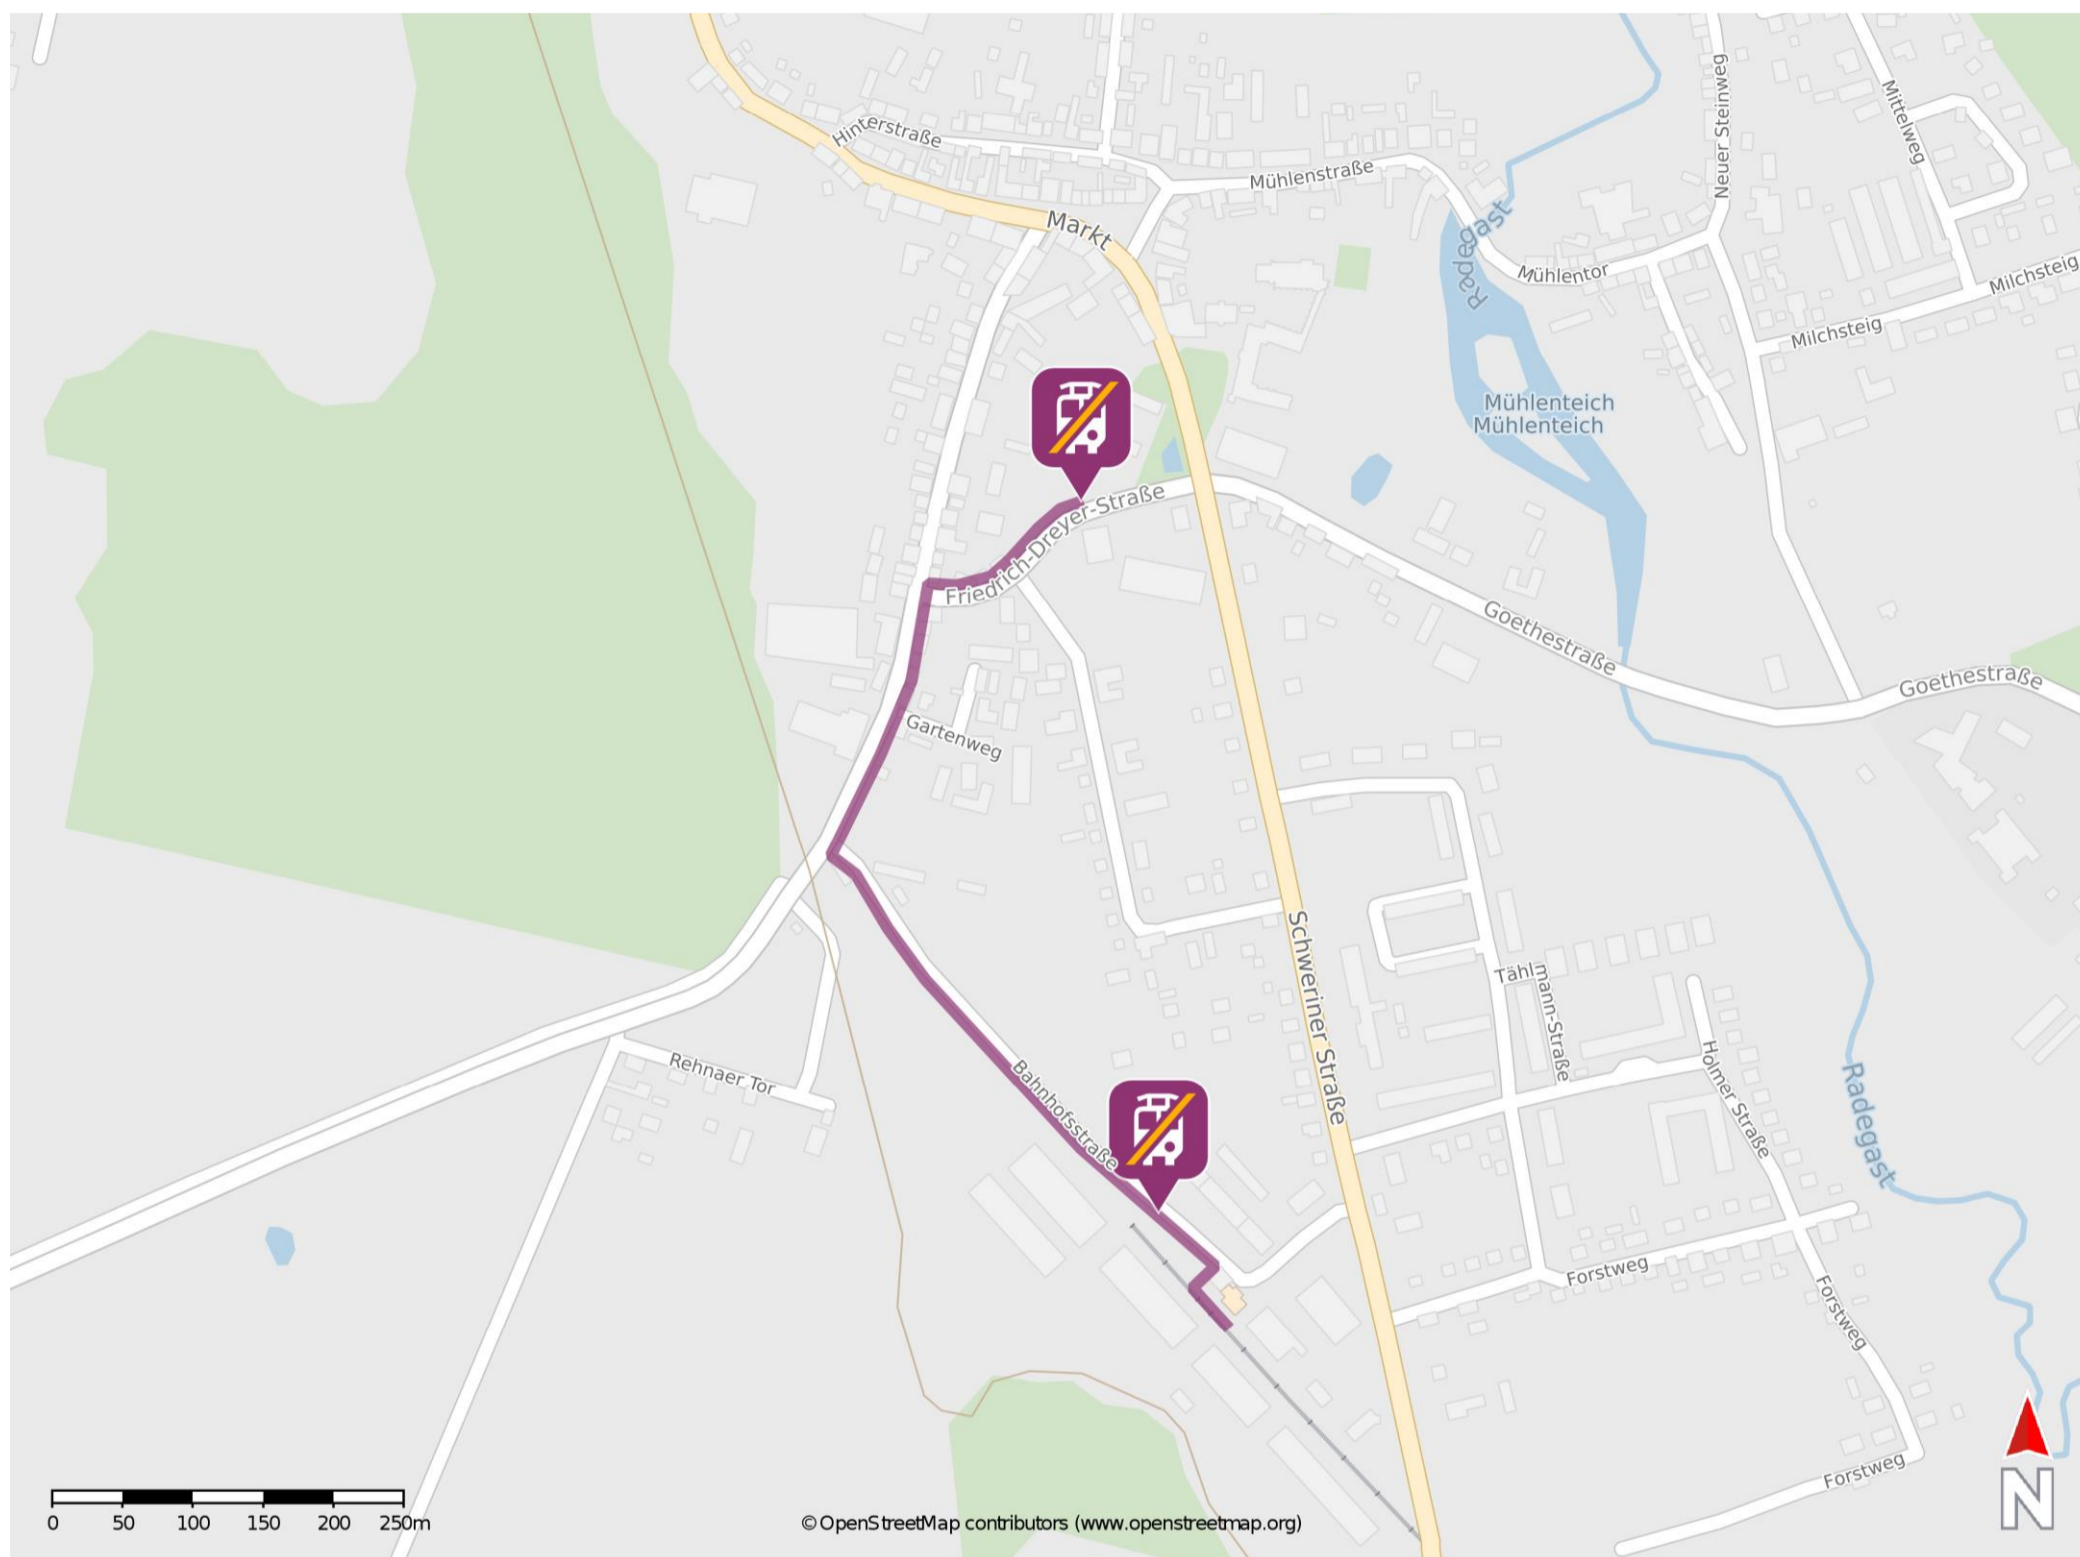 Hinterstraße
Mühlenstraße
Neuer Steinweg
Mittelweg
Markt
Radegast
Radegast
Mühlentor
Milchsteig
Milchsteig
Mühlenteich
Mühlenteich
Friedrich-Dreyer-Straße
Goethestraße
Goethestraße
Gartenweg
Schweriner Straße
Tählmann-Straße
Rehnaer Tor
Bahnhofsstraße
Holmer Straße
Radegast
Forstweg
Forstweg
Forstweg
0 50 100 150 200 250m
© OpenStreetMap contributors (www.openstreetmap.org)
N